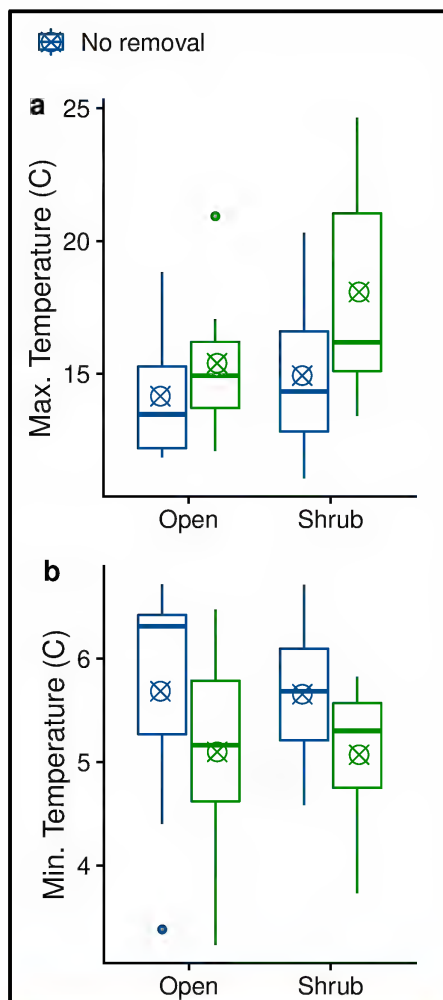 No removal
a
Max. Temperature (C)
25
20
15
Open Shrub
b
Min. Temperature (C)
6
5
4
Open Shrub